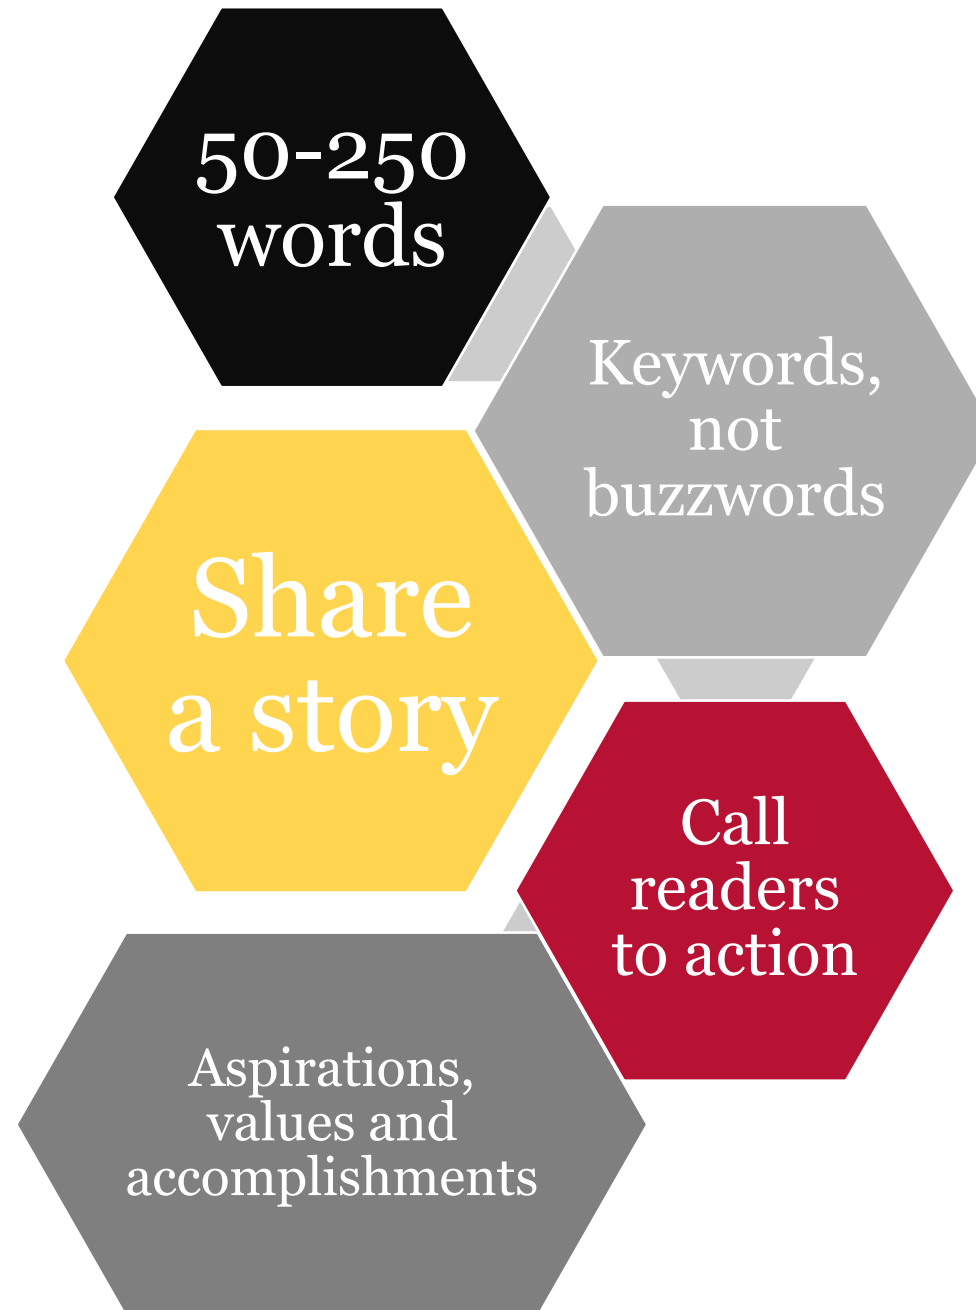 50-250
words
Keywords,
not
buzzwords
Share
a story
Call
readers
to action
Aspirations,
values and
accomplishments